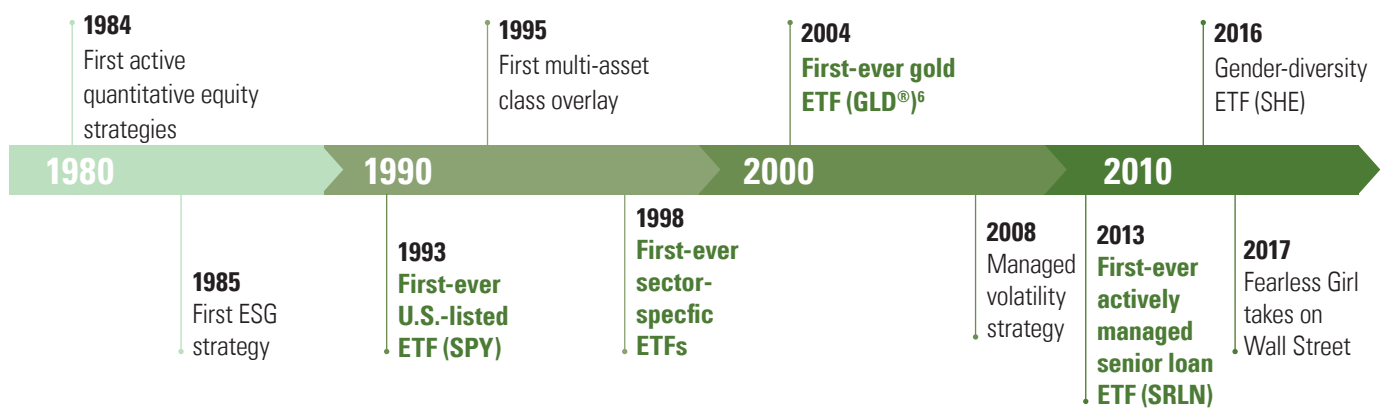 1984
First active
quantitative equity
strategies
1995
First multi-asset
class overlay
2004
First-ever gold
ETF (GLD®)⁶
2016
Gender-diversity
ETF (SHE)
1980
1990
2000
2010
1985
First ESG
strategy
1993
First-ever
U.S.-listed
ETF (SPY)
1998
First-ever
sector-
specfic
ETFs
2008
Managed
volatility
strategy
2013
First-ever
actively
managed
senior loan
ETF (SRLN)
2017
Fearless Girl
takes on
Wall Street